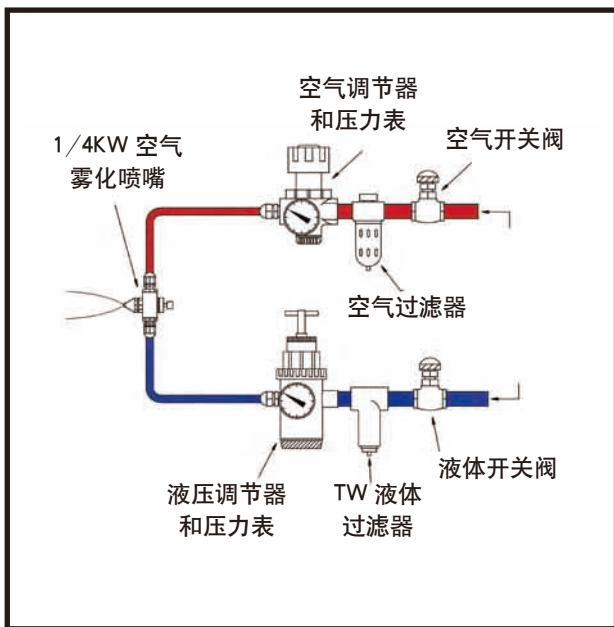 空气调节器
和压力表
1/4KW 空气
雾化喷嘴
空气开关阀
空气过滤器
液体开关阀
液压调节器
和压力表
TW 液体
过滤器